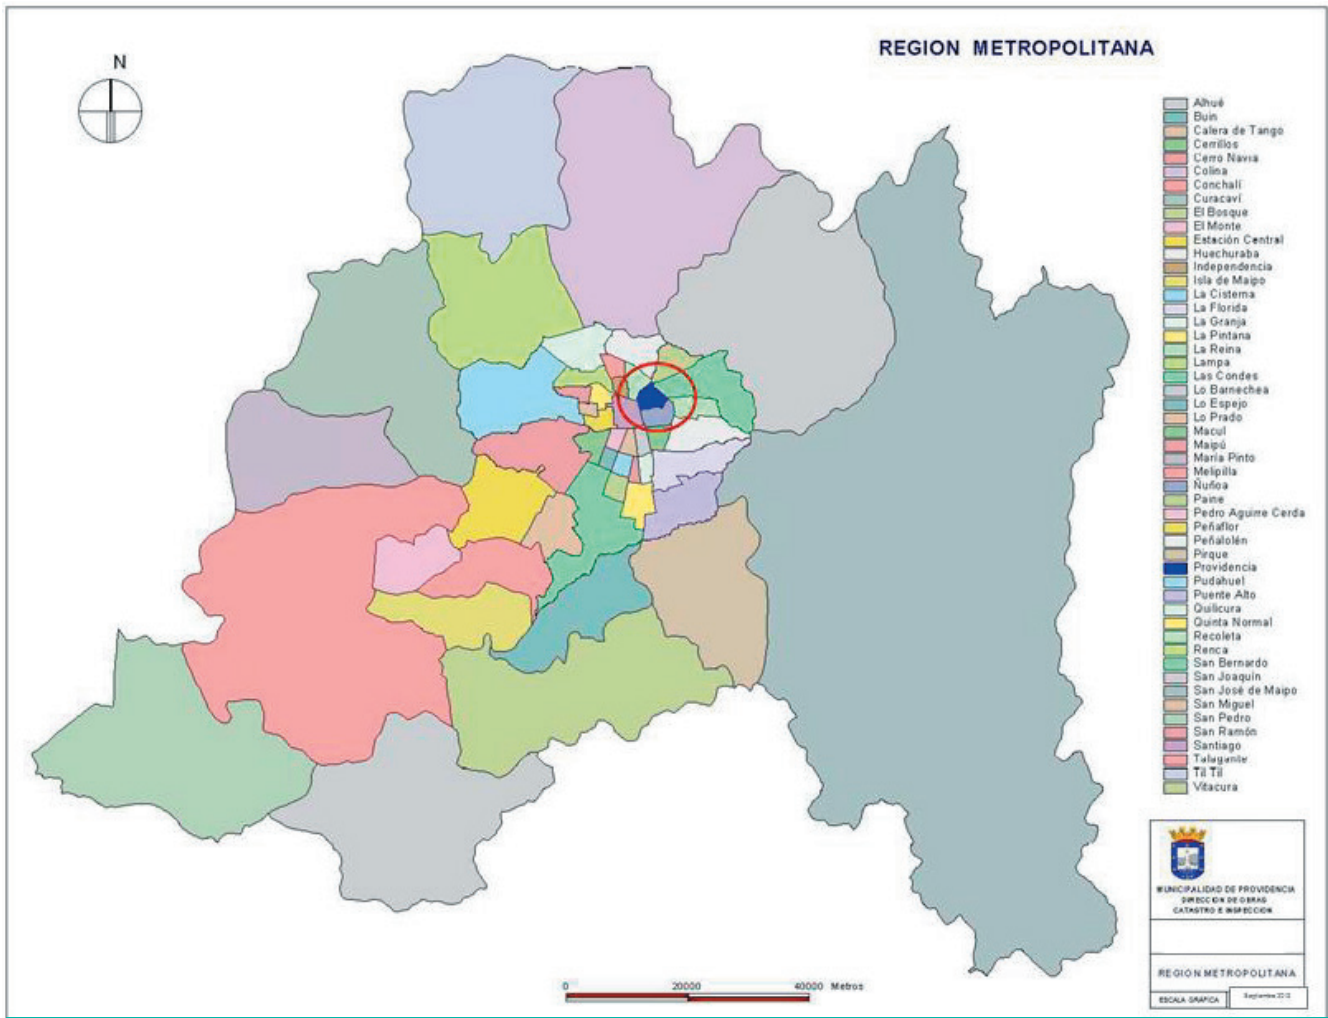 REGION METROPOLITANA
N
Alhué
Buin
Calera de Tango
Cerrillos
Cerro Navia
Colina
Conchalí
Curacaví
El Bosque
El Monte
Estación Central
Huechuraba
Independencia
Isla de Maipo
La Cisterna
La Florida
La Granja
La Pintana
La Reina
Lampa
Las Condes
Lo Barnechea
Lo Espejo
Lo Prado
Macul
Maipú
María Pinto
Melipilla
Ñuñoa
Paine
Pedro Aguirre Cerda
Peñaflor
Peñalolén
Pirque
Providencia
Pudahuel
Puente Alto
Quilicura
Quinta Normal
Recoleta
Renca
San Bernardo
San Joaquín
San José de Maipo
San Miguel
San Pedro
San Ramón
Santiago
Talagante
Til Til
Vitacura
MUNICIPALIDAD DE PROVIDENCIA
DIRECCION DE OBRAS
CATASTRO E INSPECCION
REGION METROPOLITANA
ESCALA GRAFICA
Septiembre
0 20000 40000 Metros